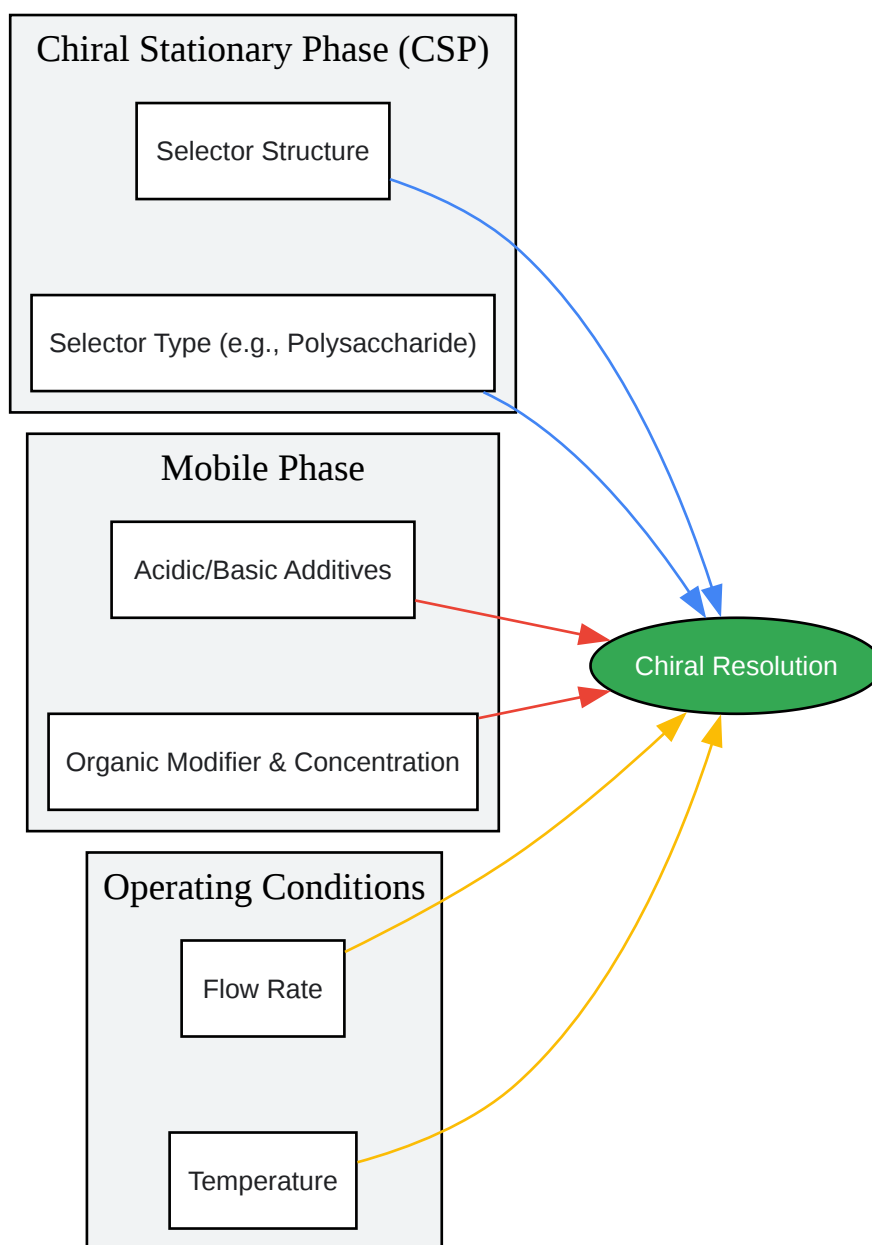 Chiral Stationary Phase (CSP)
Selector Structure
Selector Type (e.g., Polysaccharide)
Mobile Phase
Acidic/Basic Additives
Organic Modifier & Concentration
Chiral Resolution
Operating Conditions
Flow Rate
Temperature